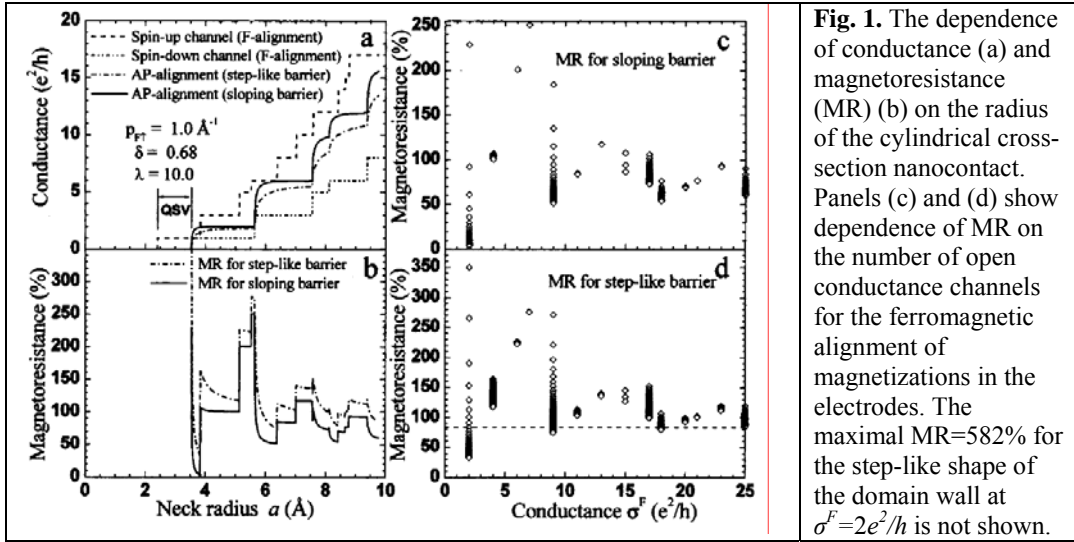 a
Spin-up channel (F-alignment)
Spin-down channel (F-alignment)
AP-alignment (step-like barrier)
AP-alignment (sloping barrier)
p_F↑ = 1.0 Å⁻¹
δ = 0.68
λ = 10.0
QSV
Conductance (e²/h)
20
15
10
5
0
b
MR for step-like barrier
MR for sloping barrier
Magnetoresistance (%)
300
250
200
150
100
50
0
0 2 4 6 8 10
Neck radius a (Å)
c
MR for sloping barrier
Magnetoresistance (%)
250
200
150
100
50
0
d
MR for step-like barrier
Magnetoresistance (%)
350
300
250
200
150
100
50
0
0 5 10 15 20 25
Conductance σ^F (e²/h)
Fig. 1. The dependence
of conductance (a) and
magnetoresistance
(MR) (b) on the radius
of the cylindrical cross-
section nanocontact.
Panels (c) and (d) show
dependence of MR on
the number of open
conductance channels
for the ferromagnetic
alignment of
magnetizations in the
electrodes. The
maximal MR=582% for
the step-like shape of
the domain wall at
σ^F=2e²/h is not shown.